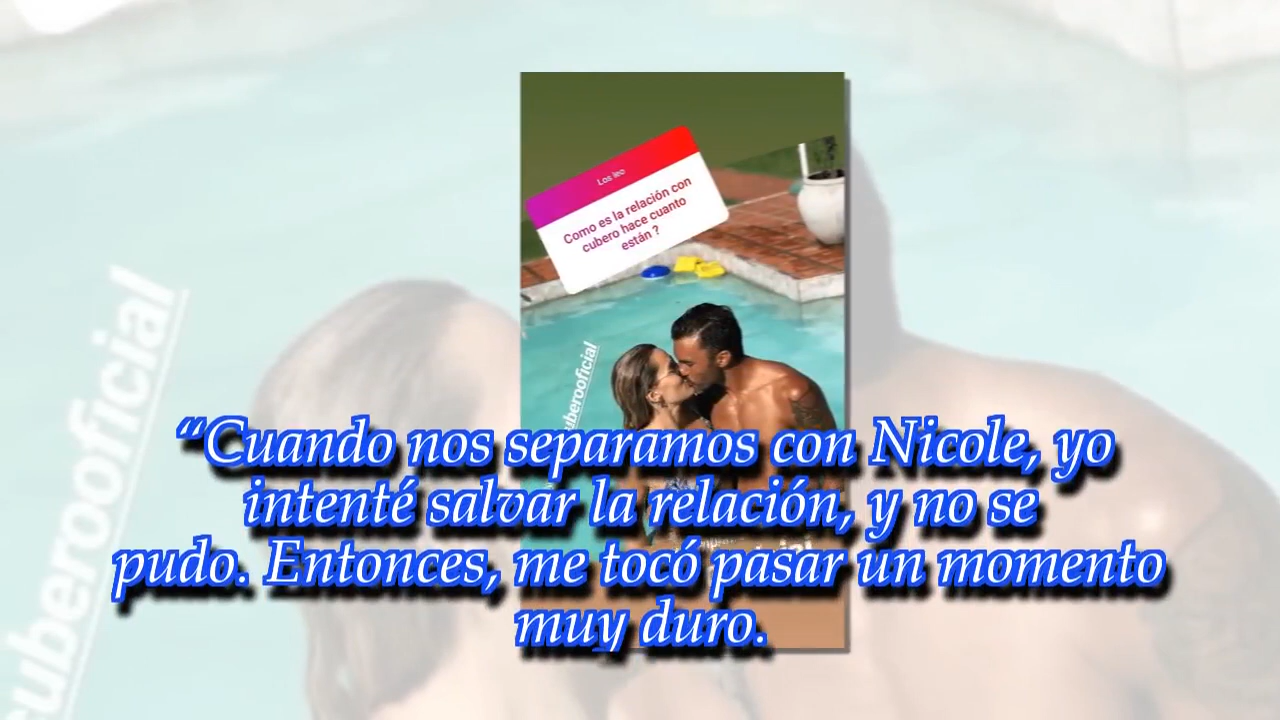 Los leo
Como es la relación con
cubero hace cuanto
están ?
uberooficial
cuberooficial
“Cuando nos separamos con Nicole, yo
intenté salvar la relación, y no se
pudo. Entonces, me tocó pasar un momento
muy duro.